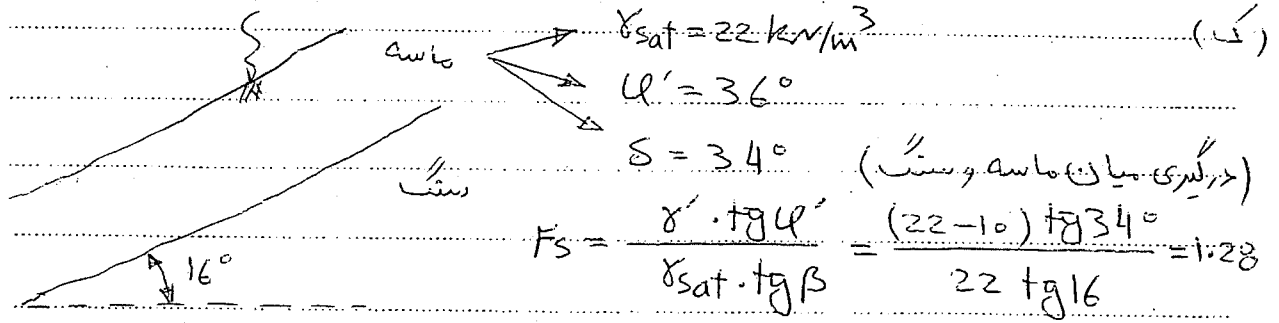 (ک)
γsat = 22 kN/m³
ماسه
φ' = 36°
δ = 34° (درگیری میان ماسه و سنگ)
سنگ
Fs = γ' . tgφ' / γsat . tgβ = (22-10) tg34° / 22 tg16 = 1.28
16°